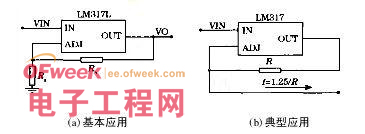 LM317L
VIN
IN
OUT
VO
ADJ
R
R
LM317
VIN
IN
OUT
ADJ
R
I=1.25/R
OFweek
ee.ofweek.com
电子工程网
(a) 基本应用
(b) 典型应用